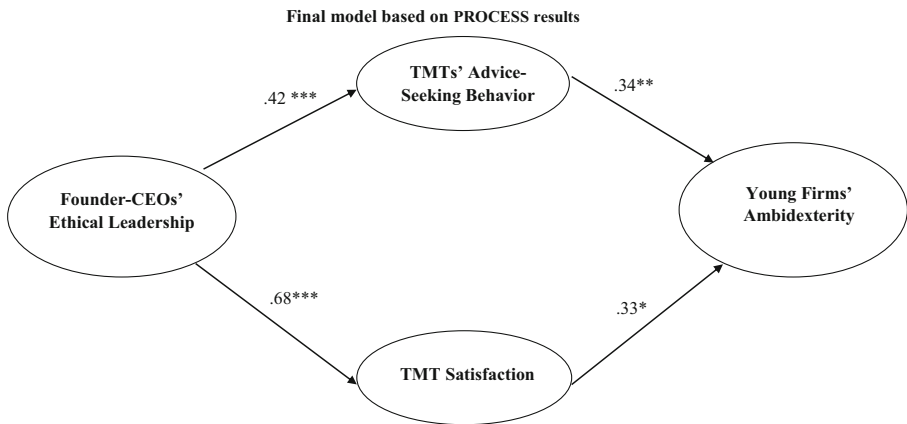 Final model based on PROCESS results
TMTs' Advice-
Seeking Behavior
.42 ***
.34**
Founder-CEOs'
Ethical Leadership
Young Firms'
Ambidexterity
.68***
.33*
TMT Satisfaction